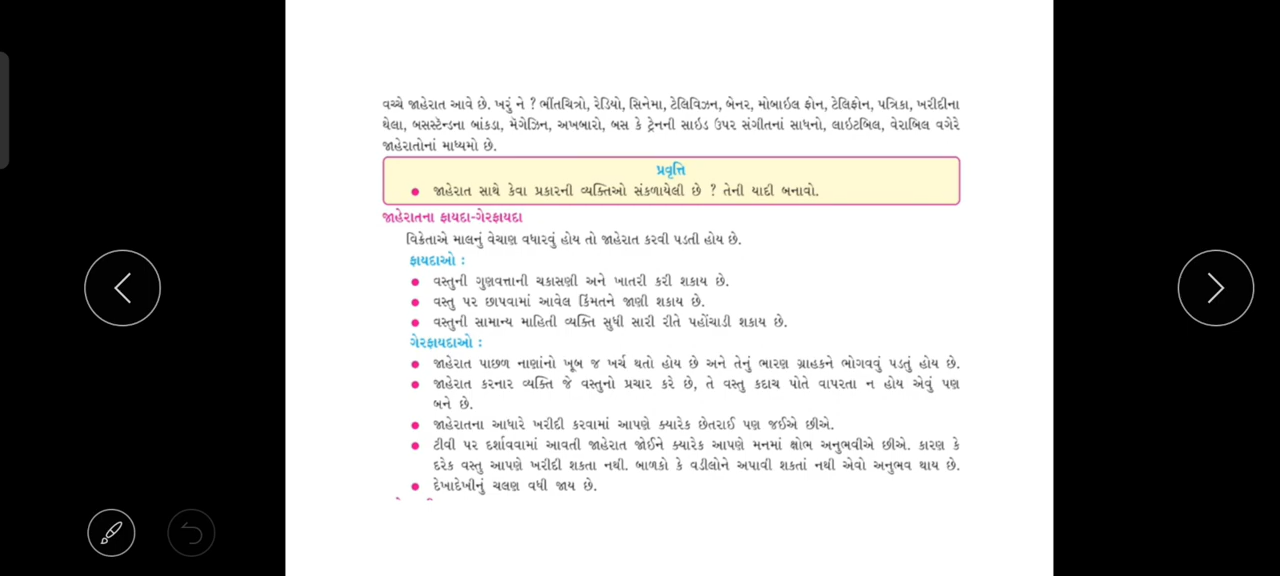 વચ્ચે જાહેરાત આવે છે. ખરું ને ? ભીંતચિત્રો, રેડિયો, સિનેમા, ટેલિવિઝન, બેનર, મોબાઇલ ફોન, ટેલિફોન, પત્રિકા, ખરીદીના
થેલા, બસસ્ટૅન્ડના બાંકડા, મૅગેઝિન, અખબારો, બસ કે ટ્રેનની સાઇડ ઉપર સંગીતનાં સાધનો, લાઇટબિલ, વેરાબિલ વગેરે
જાહેરાતોનાં માધ્યમો છે.
પ્રવૃત્તિ
● જાહેરાત સાથે કેવા પ્રકારની વ્યક્તિઓ સંકળાયેલી છે ? તેની યાદી બનાવો.
જાહેરાતના ફાયદા-ગેરફાયદા
વિક્રેતાએ માલનું વેચાણ વધારવું હોય તો જાહેરાત કરવી પડતી હોય છે.
ફાયદાઓ :
● વસ્તુની ગુણવત્તાની ચકાસણી અને ખાતરી કરી શકાય છે.
● વસ્તુ પર છાપવામાં આવેલ કિંમતને જાણી શકાય છે.
● વસ્તુની સામાન્ય માહિતી વ્યક્તિ સુધી સારી રીતે પહોંચાડી શકાય છે.
ગેરફાયદાઓ :
● જાહેરાત પાછળ નાણાંનો ખૂબ જ ખર્ચ થતો હોય છે અને તેનું ભારણ ગ્રાહકને ભોગવવું પડતું હોય છે.
● જાહેરાત કરનાર વ્યક્તિ જે વસ્તુનો પ્રચાર કરે છે, તે વસ્તુ કદાચ પોતે વાપરતા ન હોય એવું પણ
બને છે.
● જાહેરાતના આધારે ખરીદી કરવામાં આપણે ક્યારેક છેતરાઈ પણ જઈએ છીએ.
● ટીવી પર દર્શાવવામાં આવતી જાહેરાત જોઈને ક્યારેક આપણે મનમાં ક્ષોભ અનુભવીએ છીએ. કારણ કે
દરેક વસ્તુ આપણે ખરીદી શકતા નથી. બાળકો કે વડીલોને અપાવી શકતાં નથી એવો અનુભવ થાય છે.
● દેખાદેખીનું ચલણ વધી જાય છે.